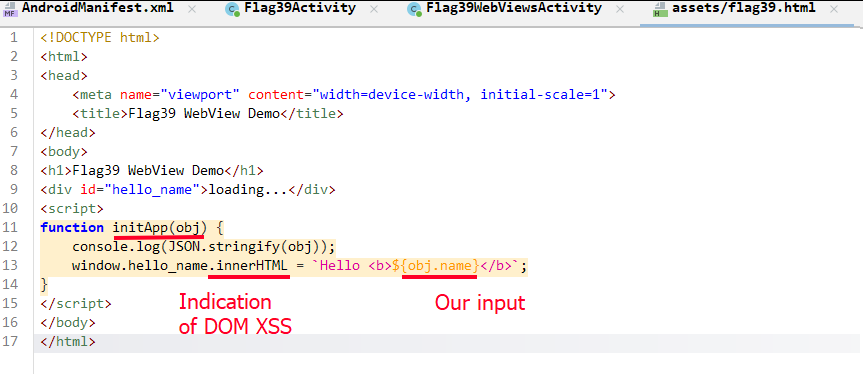 AndroidManifest.xml × Flag39Activity × Flag39WebViewsActivity × assets/flag39.html ×
1 <!DOCTYPE html>
2 <html>
3 <head>
4     <meta name="viewport" content="width=device-width, initial-scale=1">
5     <title>Flag39 WebView Demo</title>
6 </head>
7 <body>
8 <h1>Flag39 WebView Demo</h1>
9 <div id="hello_name">loading...</div>
10 <script>
11 function initApp(obj) {
12     console.log(JSON.stringify(obj));
13     window.hello_name.innerHTML = `Hello <b>${obj.name}</b>`;
14 }
15 </script>
Indication
of DOM XSS
Our input
16 </body>
17 </html>